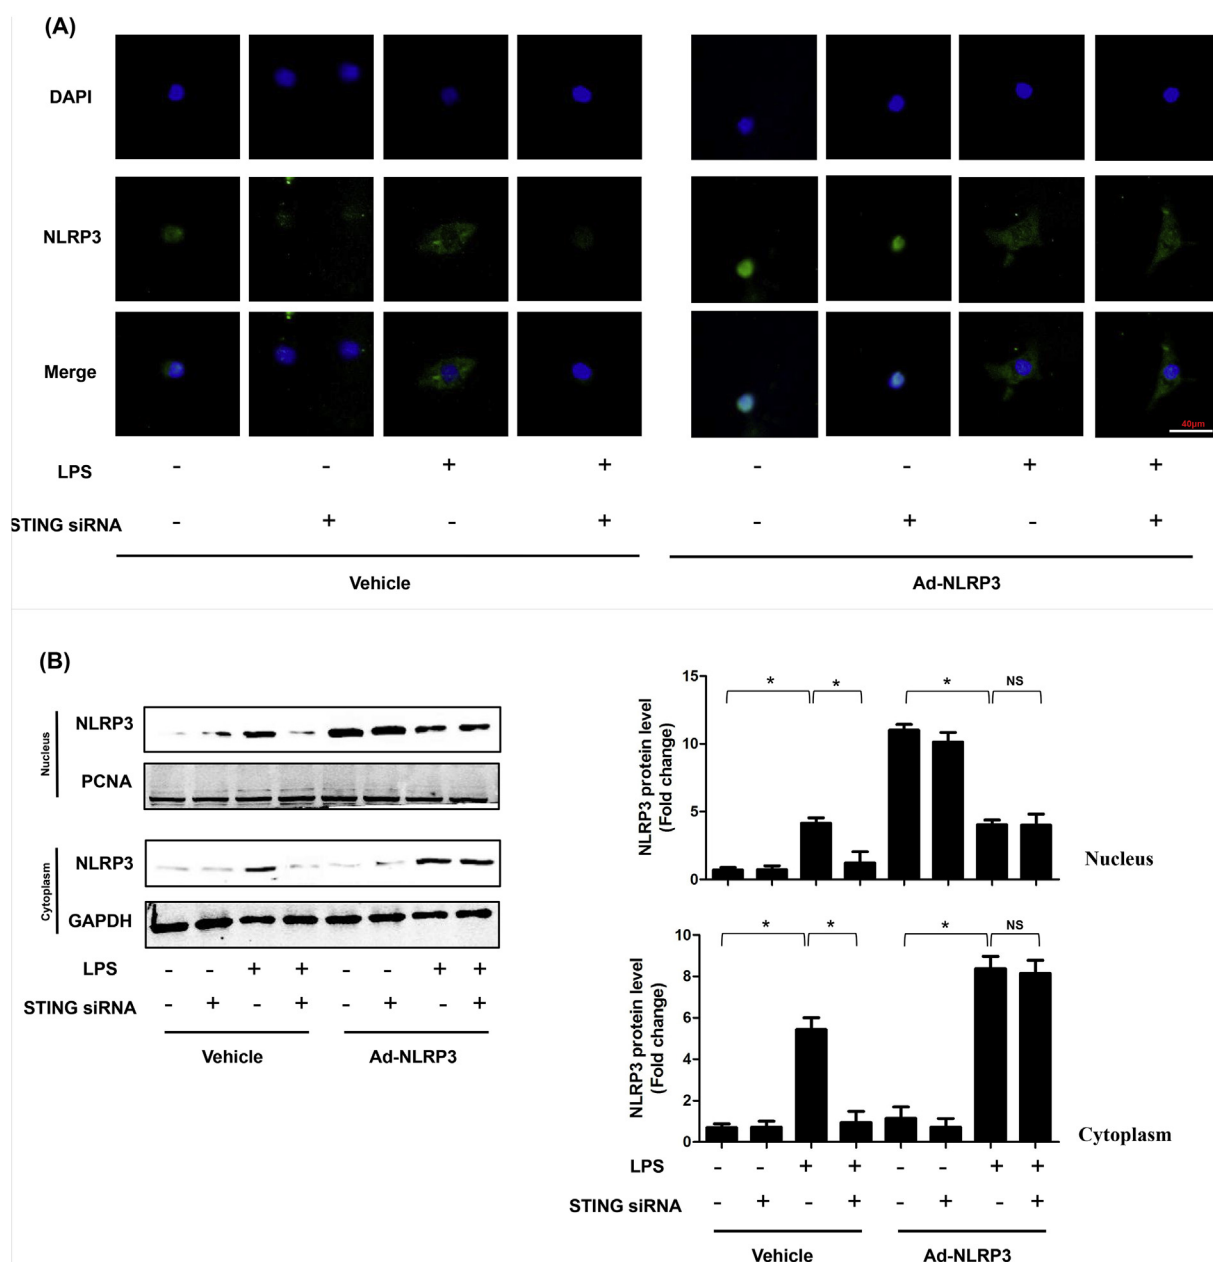 (A)
DAPI
NLRP3
Merge
40μm
LPS - - + + - - + +
STING siRNA - + - + - + - +
Vehicle Ad-NLRP3
(B)
Nucleus
NLRP3
PCNA
Cytoplasm
NLRP3
GAPDH
LPS - - + + - - + +
STING siRNA - + - + - + - +
Vehicle Ad-NLRP3
NLRP3 protein level
(Fold change)
15
10
5
0
* * * NS
Nucleus
NLRP3 protein level
(Fold change)
10
8
6
4
2
0
* * * NS
Cytoplasm
LPS - - + + - - + +
STING siRNA - + - + - + - +
Vehicle Ad-NLRP3